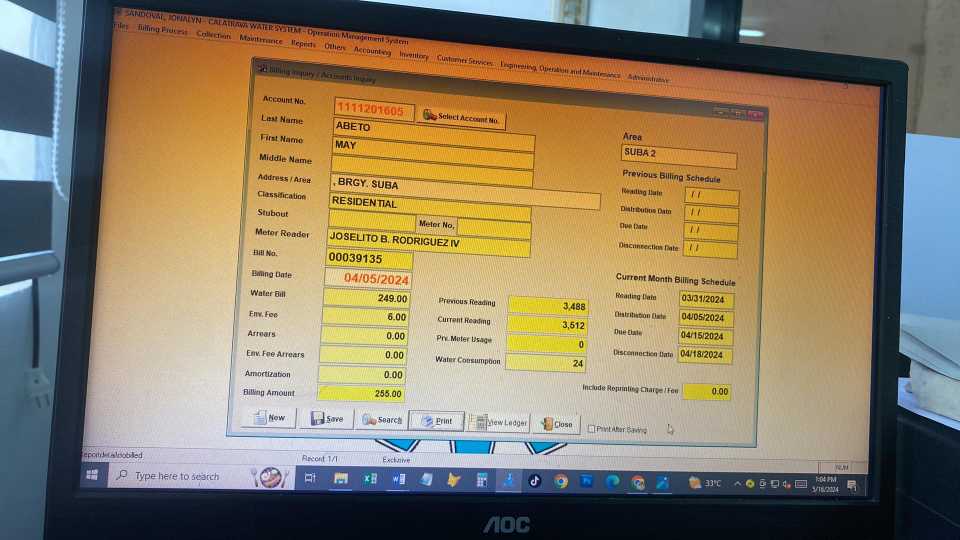 SANDOVAL, JONALYN - CALATRAVA WATER SYSTEM - Operation Management System
Files Billing Process Collection Maintenance Reports Others Accounting Inventory Customer Services Engineering, Operation and Maintenance Administrative
Billing Inquiry / Accounts Inquiry
Account No. 1111201605 Select Account No.
Last Name ABETO
First Name MAY
Middle Name
Address / Area , BRGY. SUBA
Classification RESIDENTIAL
Stubout Meter No.
Meter Reader JOSELITO B. RODRIGUEZ IV
Bill No. 00039135
Billing Date 04/05/2024
Water Bill 249.00
Env. Fee 6.00
Arrears 0.00
Env. Fee Arrears 0.00
Amortization 0.00
Billing Amount 255.00
Previous Reading 3,488
Current Reading 3,512
Prv. Meter Usage 0
Water Consumption 24
Area
SUBA 2
Previous Billing Schedule
Reading Date / /
Distribution Date / /
Due Date / /
Disconnection Date / /
Current Month Billing Schedule
Reading Date 03/31/2024
Distribution Date 04/05/2024
Due Date 04/15/2024
Disconnection Date 04/18/2024
Include Reprinting Charge / Fee 0.00
New Save Search Print View Ledger Close Print After Saving
Record: 1/1 Exclusive NUM
Type here to search 33°C 1:04 PM
5/16/2024
AOC